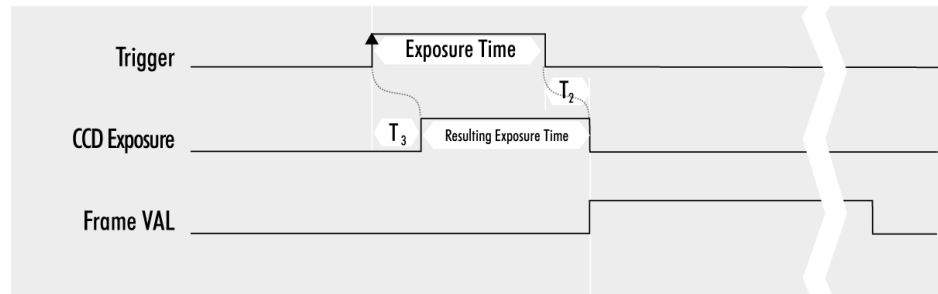 Trigger
Exposure Time
T2
CCD Exposure
T3
Resulting Exposure Time
Frame VAL